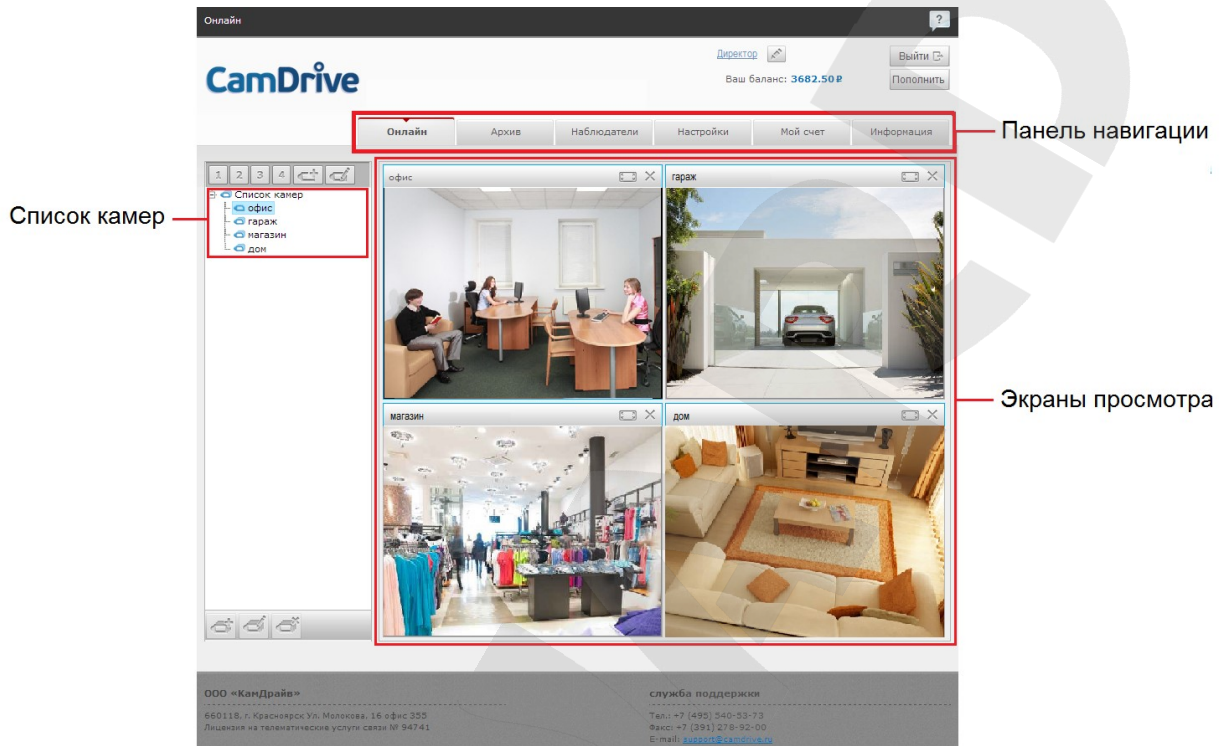 Онлайн
?
Директор
Выйти
CamDrive
Ваш баланс: 3682.50₽
Пополнить
Онлайн Архив Наблюдатели Настройки Мой счет Информация
Панель навигации
1 2 3 4
Список камер
офис
гараж
магазин
дом
Список камер
офис
гараж
магазин
дом
Экраны просмотра
ООО «КамДрайв»
660118, г. Красноярск Ул. Молокова, 16 офис 355
Лицензия на телематические услуги связи № 94741
служба поддержки
Тел.: +7 (495) 540-53-73
Факс: +7 (391) 278-92-00
E-mail: support@camdrive.ru